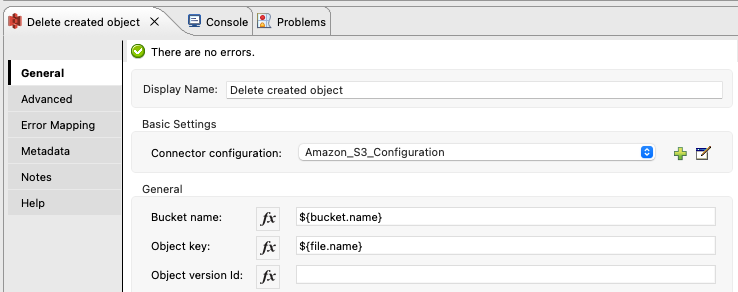 Delete created object Console Problems
There are no errors.
General
Advanced
Error Mapping
Metadata
Notes
Help
Display Name: Delete created object
Basic Settings
Connector configuration: Amazon_S3_Configuration
General
Bucket name: fx ${bucket.name}
Object key: fx ${file.name}
Object version Id: fx